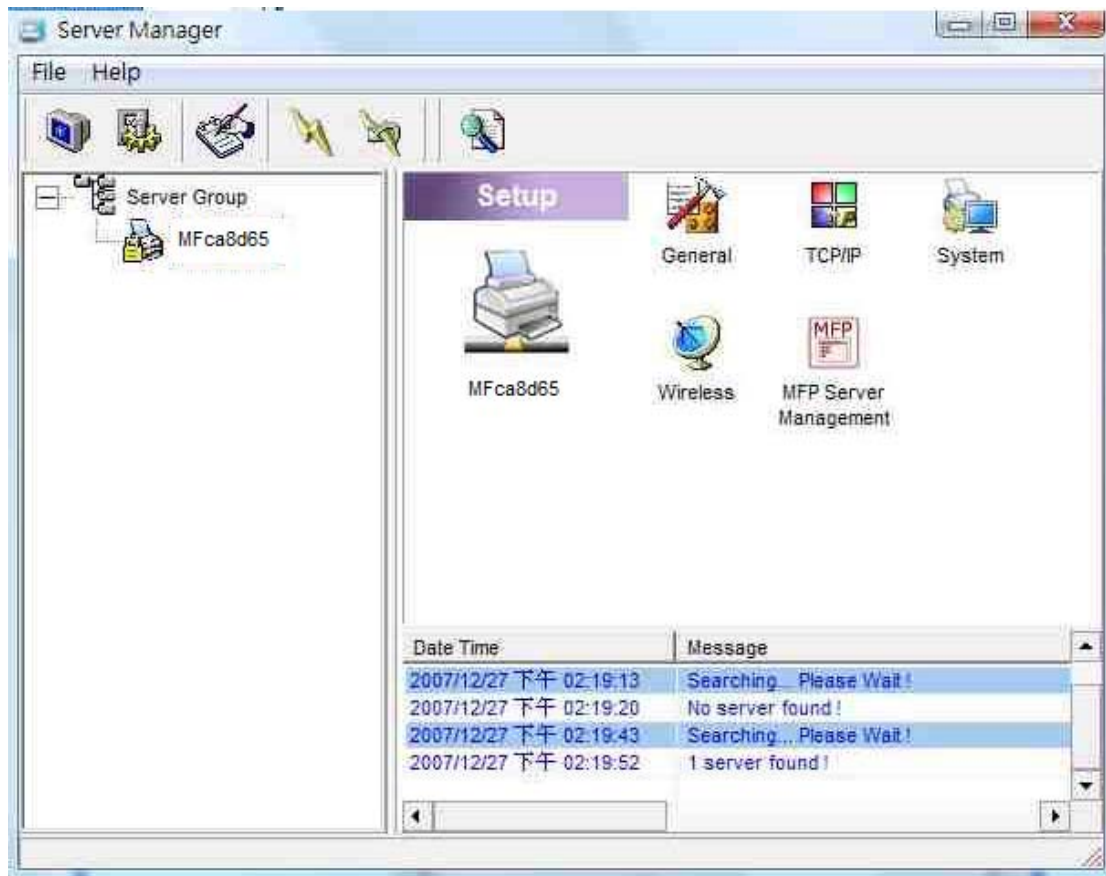 Server Manager
File Help
Server Group
MFca8d65
Setup
MFca8d65
General
TCP/IP
System
Wireless
MFP
MFP Server
Management
Date Time Message
2007/12/27 下午 02:19:13 Searching... Please Wait !
2007/12/27 下午 02:19:20 No server found !
2007/12/27 下午 02:19:43 Searching... Please Wait !
2007/12/27 下午 02:19:52 1 server found !